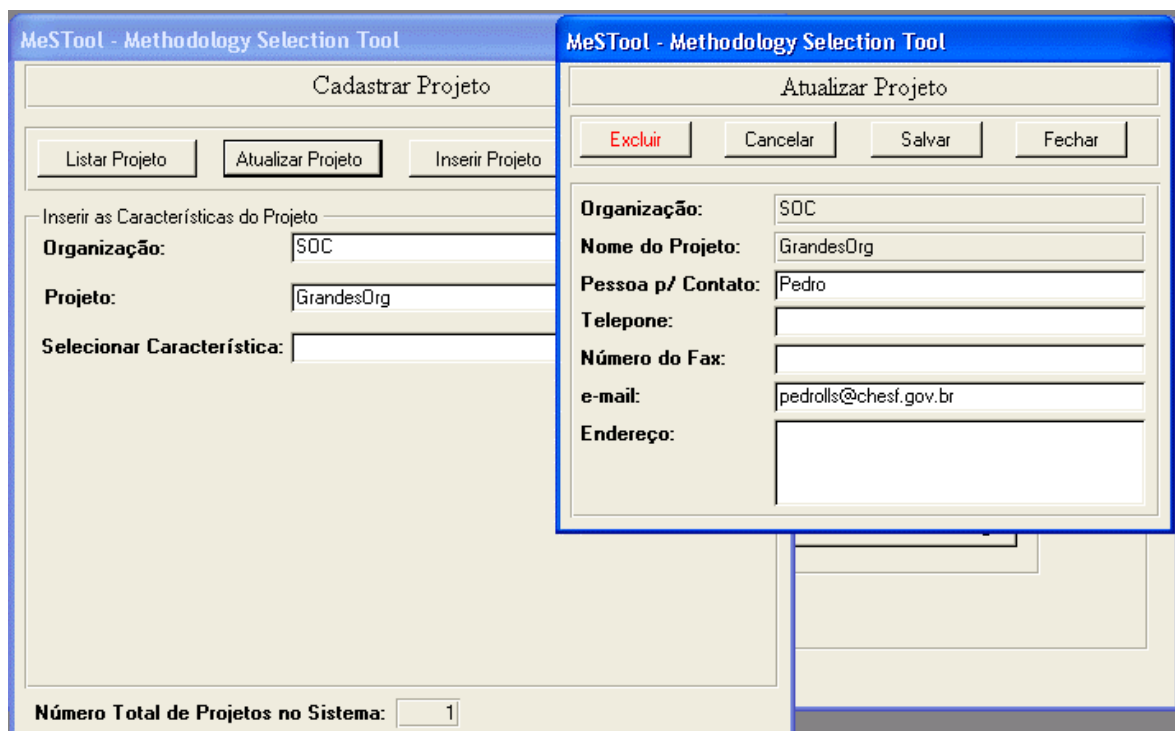 MeSTool - Methodology Selection Tool
Cadastrar Projeto
Listar Projeto Atualizar Projeto Inserir Projeto
Inserir as Características do Projeto
Organização: SOC
Projeto: GrandesOrg
Selecionar Característica:
Número Total de Projetos no Sistema: 1
MeSTool - Methodology Selection Tool
Atualizar Projeto
Excluir Cancelar Salvar Fechar
Organização: SOC
Nome do Projeto: GrandesOrg
Pessoa p/ Contato: Pedro
Telepone:
Número do Fax:
e-mail: pedrolls@chesf.gov.br
Endereço: